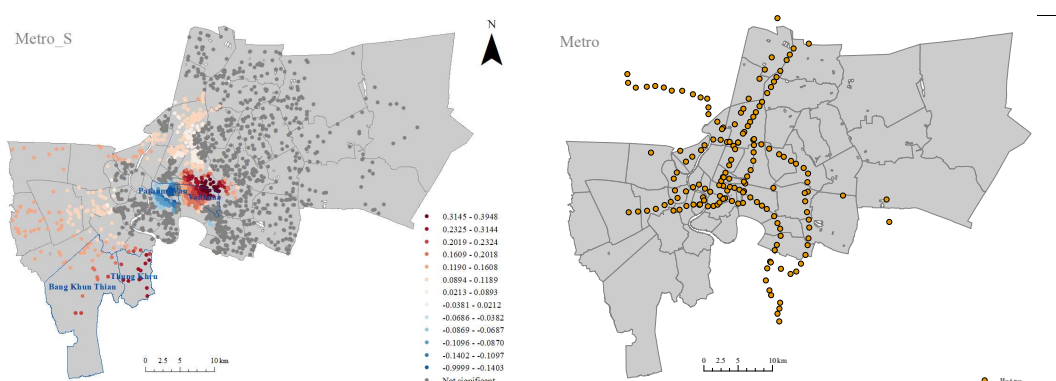 Metro_S
N
Pathum Wan
Thung Khru
Bang Khun Thian
0.3145 - 0.3948
0.2325 - 0.3144
0.2019 - 0.2324
0.1609 - 0.2018
0.1190 - 0.1608
0.0894 - 0.1189
0.0213 - 0.0893
-0.0381 - 0.0212
-0.0686 - -0.0382
-0.0869 - -0.0687
-0.1096 - -0.0870
-0.1402 - -0.1097
-0.9999 - -0.1403
Not significant
0 2.5 5 10 km
Metro
0 2.5 5 10 km
Metro